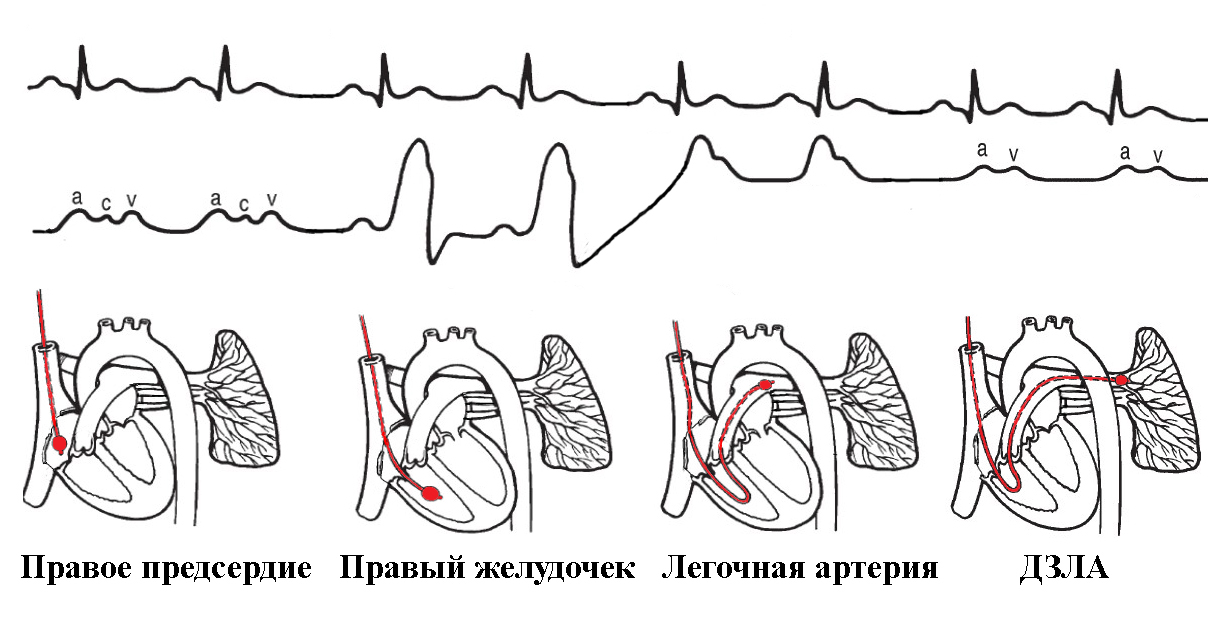 a v a v
a c v a c v
Правое предсердие Правый желудочек Легочная артерия ДЗЛА